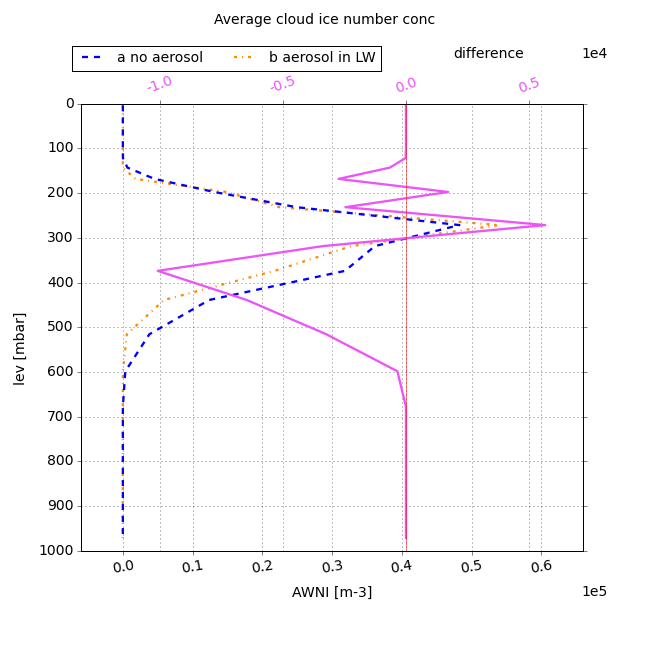 Average cloud ice number conc
a no aerosol b aerosol in LW
difference 1e4
-1.0 -0.5 0.0 0.5
0
100
200
300
400
500
600
700
800
900
1000
lev [mbar]
0.0 0.1 0.2 0.3 0.4 0.5 0.6
AWNI [m-3] 1e5